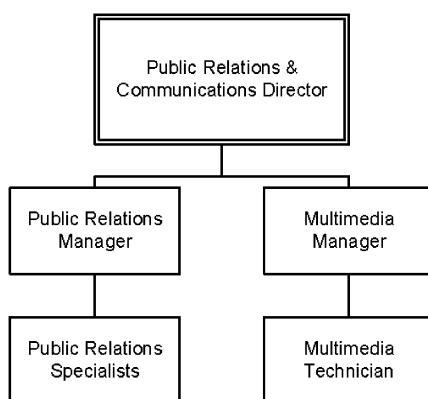 Public Relations &
Communications Director
Public Relations
Manager
Multimedia
Manager
Public Relations
Specialists
Multimedia
Technician